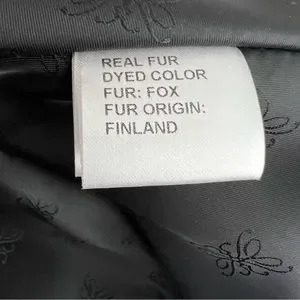 REAL FUR
DYED COLOR
FUR: FOX
FUR ORIGIN:
FINLAND